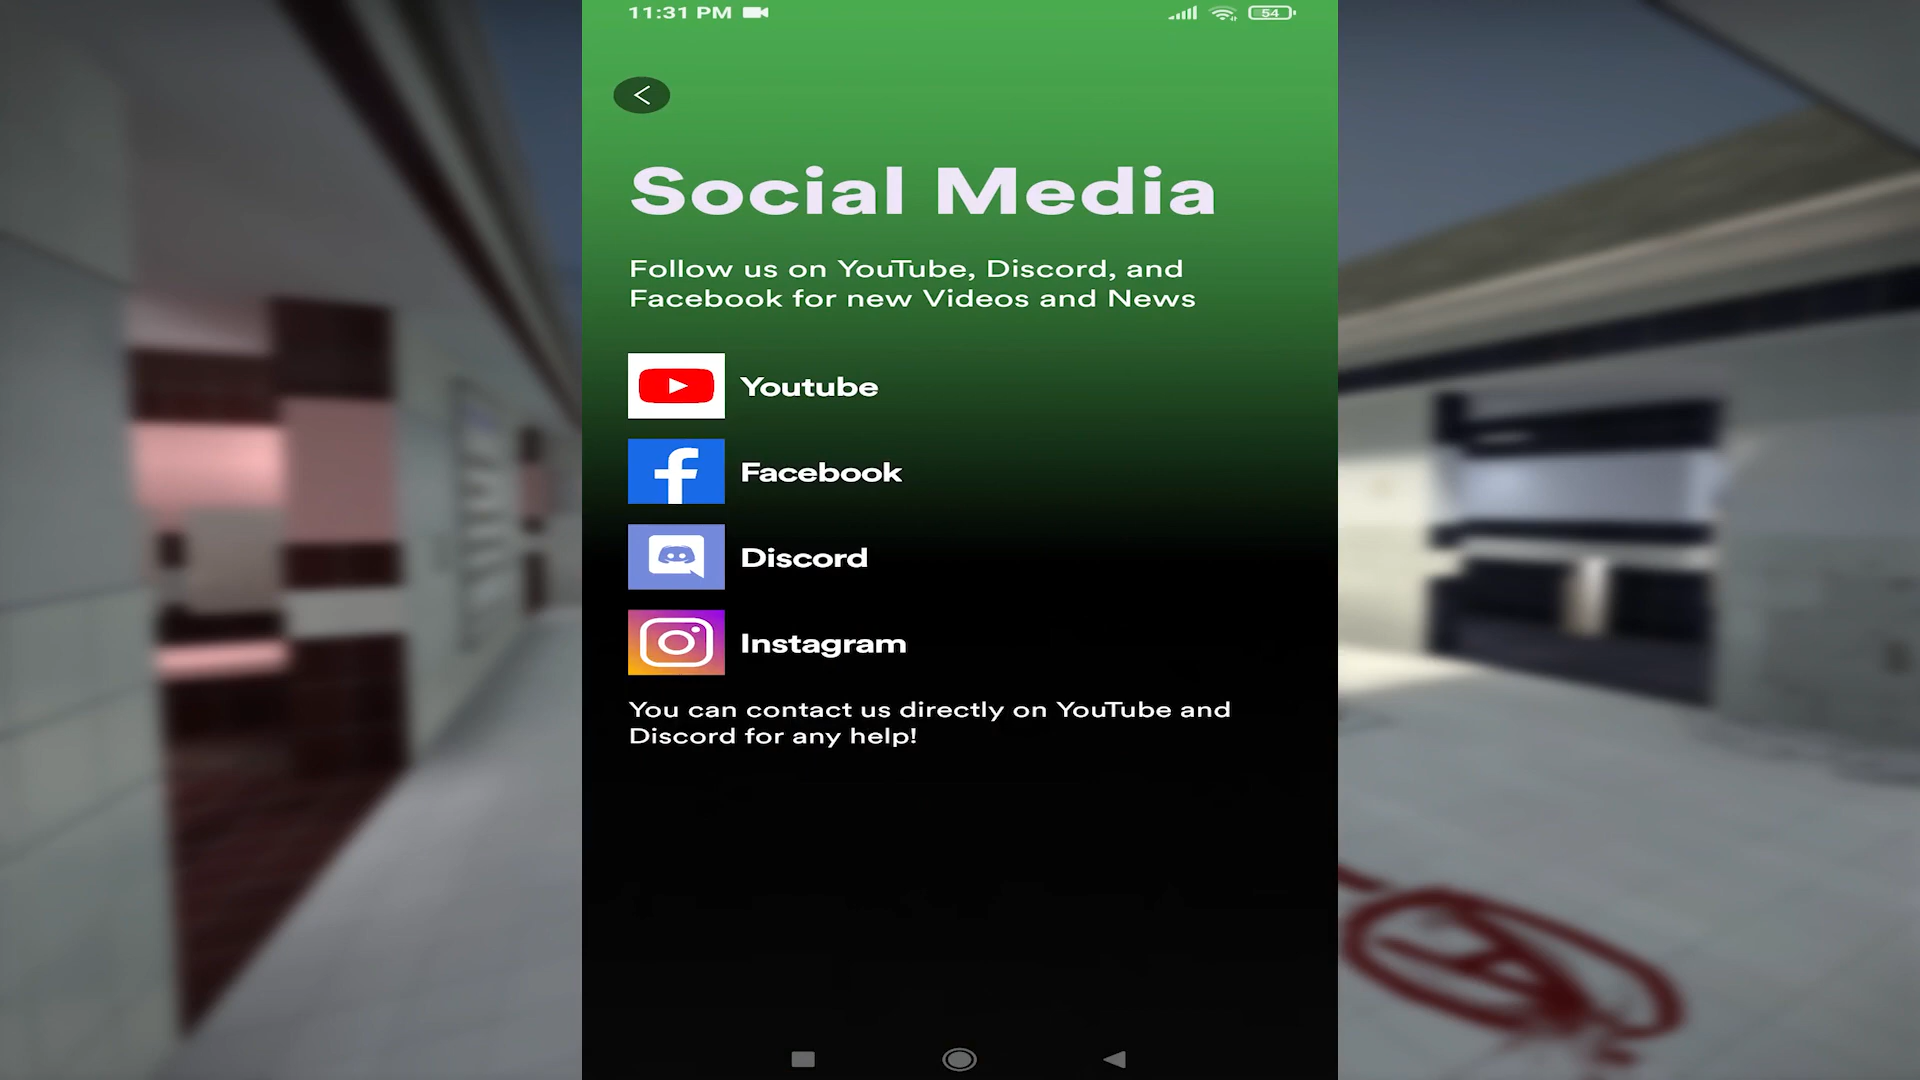 11:31 PM
54
Social Media
Follow us on YouTube, Discord, and
Facebook for new Videos and News
Youtube
Facebook
Discord
Instagram
You can contact us directly on YouTube and
Discord for any help!